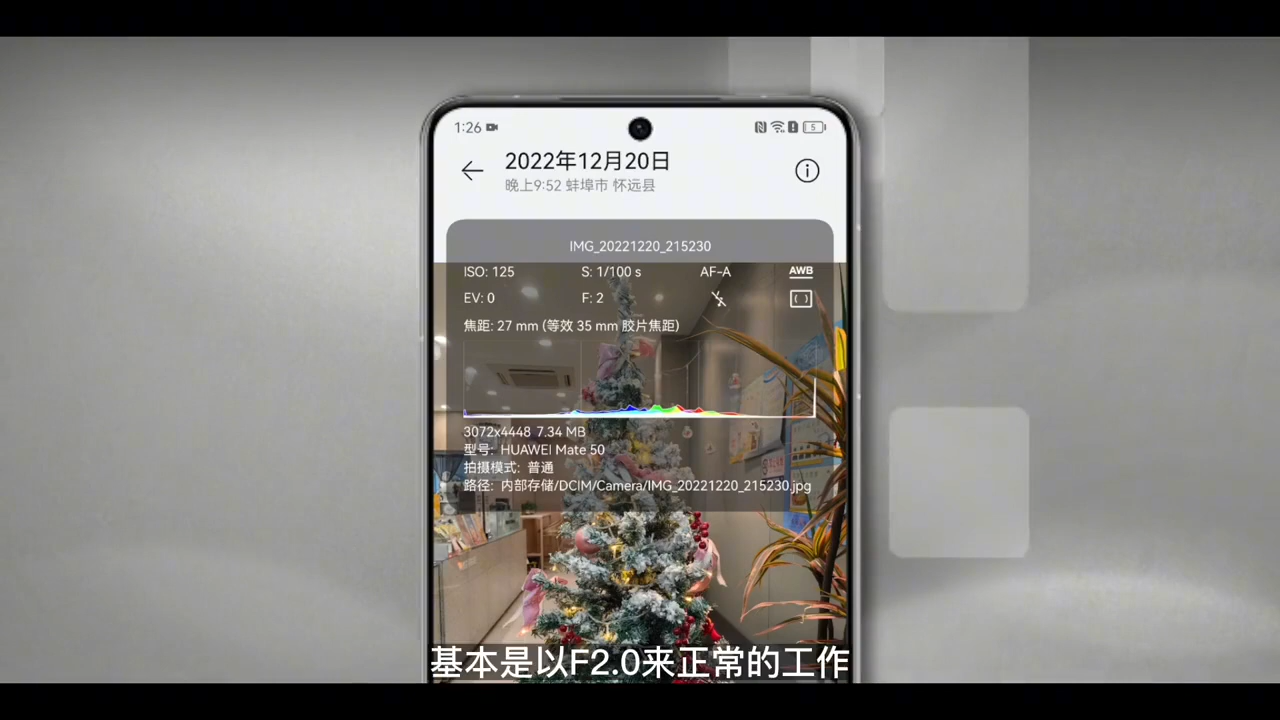 1:26
5
2022年12月20日
晚上9:52 蚌埠市 怀远县
IMG_20221220_215230
ISO: 125 S: 1/100 s AF-A AWB
EV: 0 F: 2
焦距: 27 mm (等效 35 mm 胶片焦距)
3072x4448 7.34 MB
型号: HUAWEI Mate 50
拍摄模式: 普通
路径: 内部存储/DCIM/Camera/IMG_20221220_215230.jpg
基本是以F2.0来正常的工作